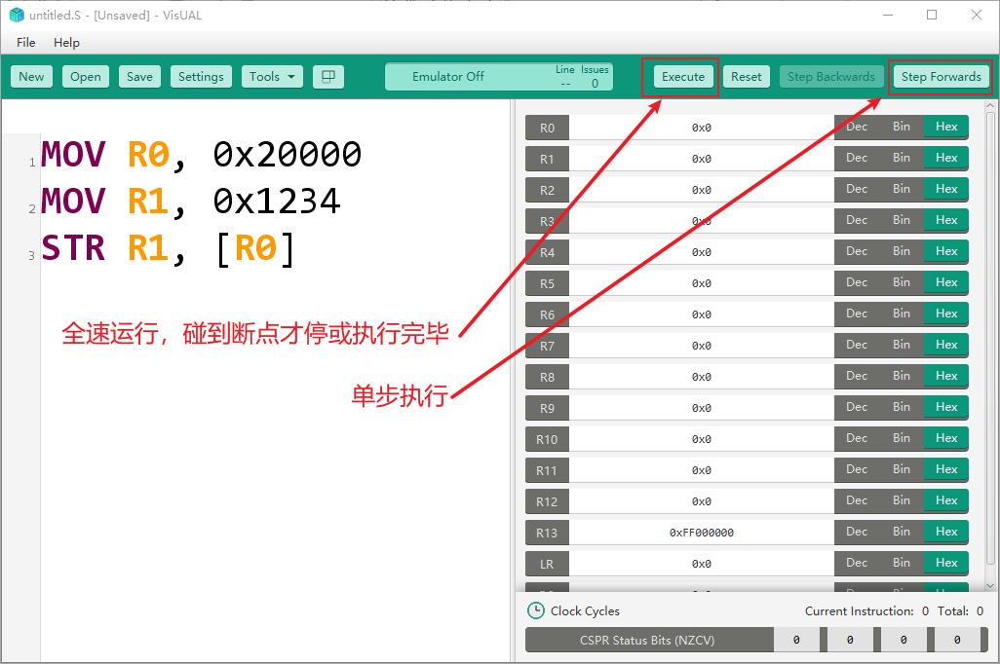 untitled.S - [Unsaved] - VisUAL
File Help
New Open Save Settings Tools Emulator Off Line Issues -- 0 Execute Reset Step Backwards Step Forwards
1 MOV R0, 0x20000
2 MOV R1, 0x1234
3 STR R1, [R0]
全速运行，碰到断点才停或执行完毕
单步执行
R0 0x0 Dec Bin Hex
R1 0x0 Dec Bin Hex
R2 0x0 Dec Bin Hex
R3 0x0 Dec Bin Hex
R4 0x0 Dec Bin Hex
R5 0x0 Dec Bin Hex
R6 0x0 Dec Bin Hex
R7 0x0 Dec Bin Hex
R8 0x0 Dec Bin Hex
R9 0x0 Dec Bin Hex
R10 0x0 Dec Bin Hex
R11 0x0 Dec Bin Hex
R12 0x0 Dec Bin Hex
R13 0xFF000000 Dec Bin Hex
LR 0x0 Dec Bin Hex
Clock Cycles Current Instruction: 0 Total: 0
CSPR Status Bits (NZCV) 0 0 0 0